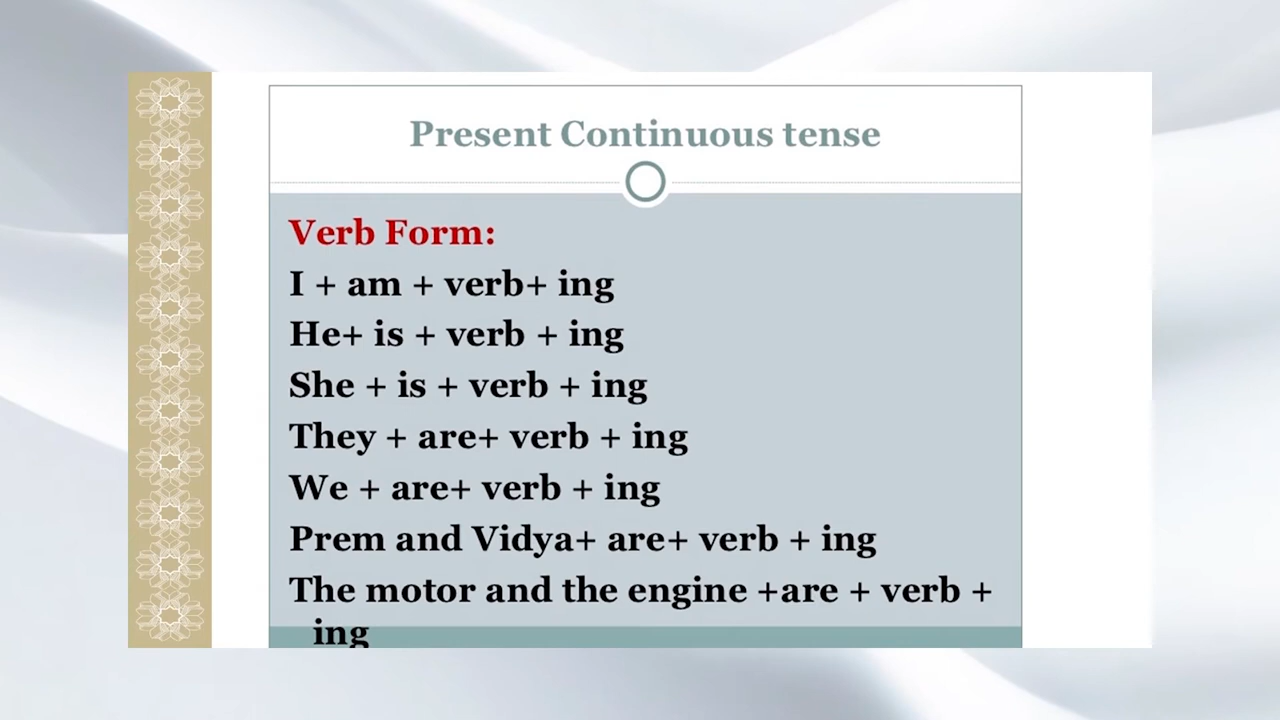 Present Continuous tense
Verb Form:
I + am + verb+ ing
He+ is + verb + ing
She + is + verb + ing
They + are+ verb + ing
We + are+ verb + ing
Prem and Vidya+ are+ verb + ing
The motor and the engine +are + verb +
ing